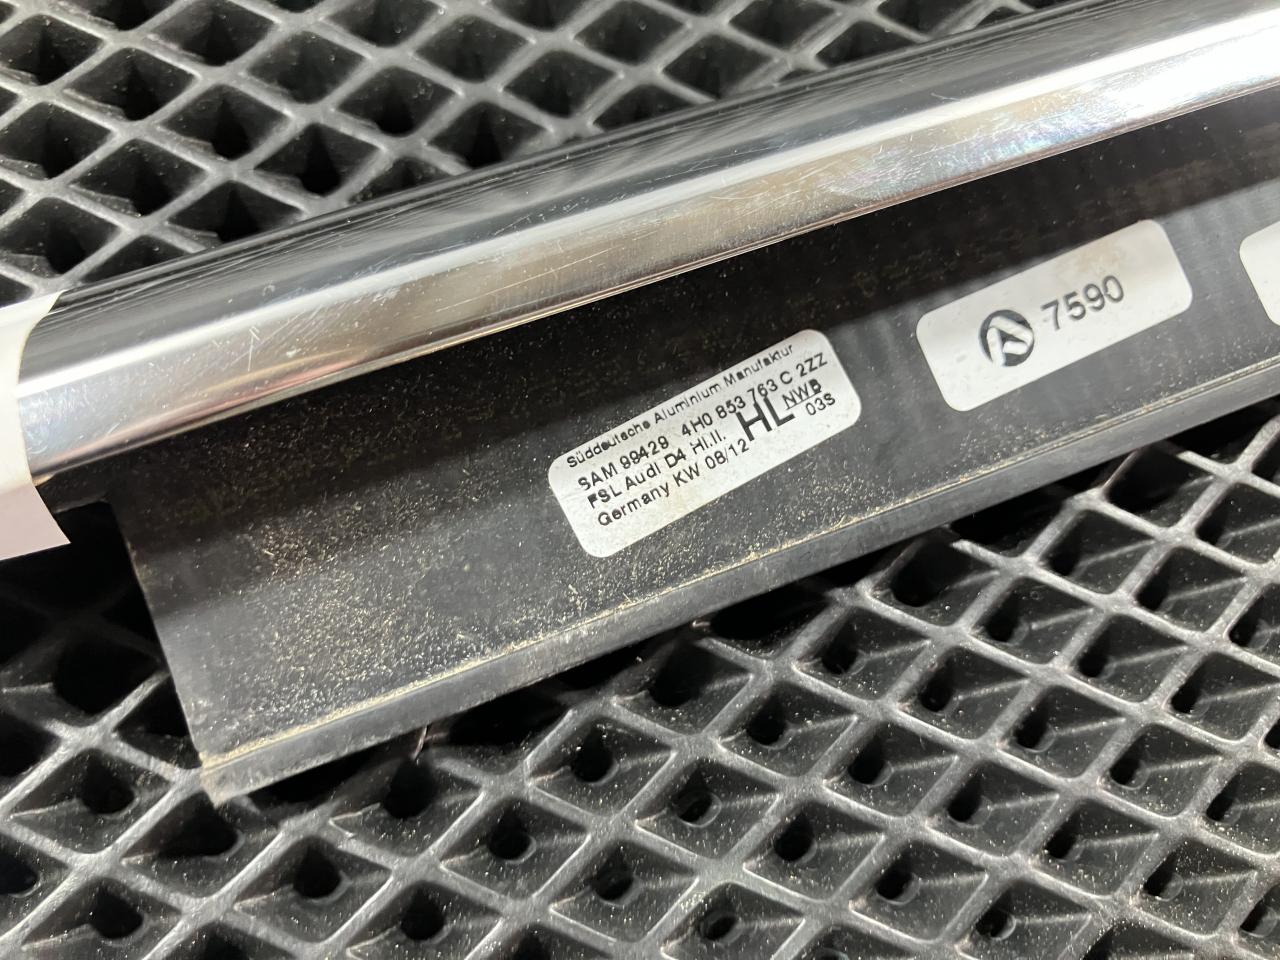 Süddeutsche Aluminium Manufaktur
SAM 99429 4H0 853 763 C 2ZZ
FSL Audi D4 HI.II. HL NWB
Germany KW 08/12 03S
7590